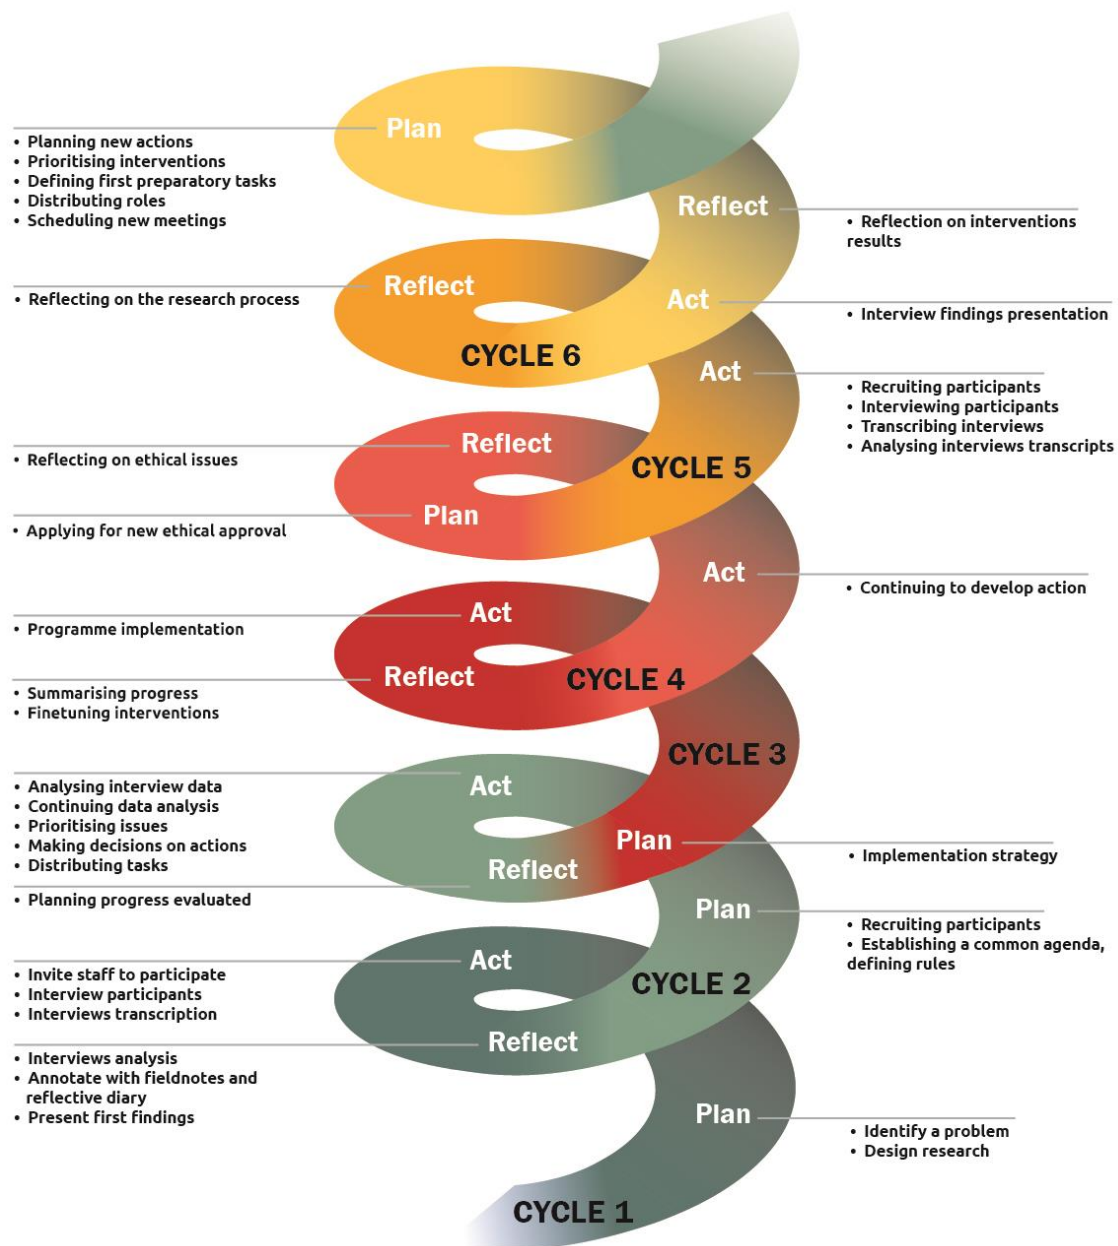 Plan
• Planning new actions
• Prioritising interventions
• Defining first preparatory tasks
• Distributing roles
• Scheduling new meetings
Reflect
• Reflection on interventions
results
Reflect
• Reflecting on the research process
Act
• Interview findings presentation
CYCLE 6
Act
• Recruiting participants
• Interviewing participants
• Transcribing interviews
• Analysing interviews transcripts
Reflect
• Reflecting on ethical issues
CYCLE 5
Plan
• Applying for new ethical approval
Act
• Continuing to develop action
Act
• Programme implementation
Reflect
• Summarising progress
• Finetuning interventions
CYCLE 4
CYCLE 3
Act
• Analysing interview data
• Continuing data analysis
• Prioritising issues
• Making decisions on actions
• Distributing tasks
Plan
• Implementation strategy
Reflect
• Planning progress evaluated
Plan
• Recruiting participants
• Establishing a common agenda,
defining rules
Act
• Invite staff to participate
• Interview participants
• Interviews transcription
CYCLE 2
Reflect
• Interviews analysis
• Annotate with fieldnotes and
reflective diary
• Present first findings
Plan
• Identify a problem
• Design research
CYCLE 1